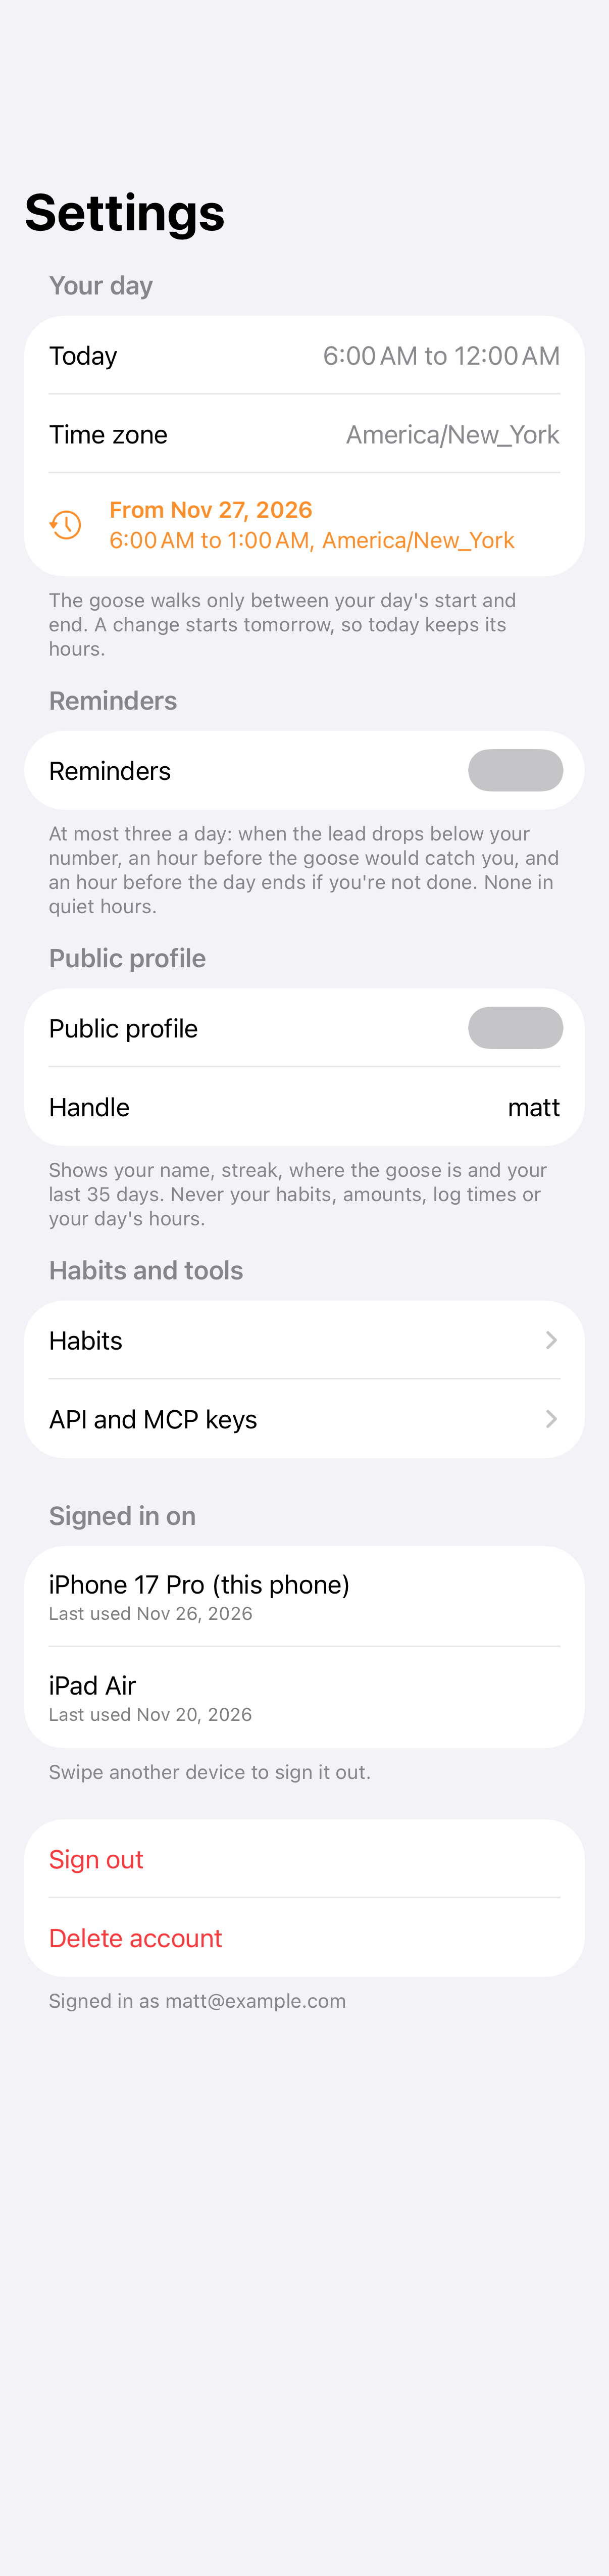 Settings
Your day
Today 6:00 AM to 12:00 AM
Time zone America/New_York
From Nov 27, 2026
6:00 AM to 1:00 AM, America/New_York
The goose walks only between your day's start and
end. A change starts tomorrow, so today keeps its
hours.
Reminders
Reminders
At most three a day: when the lead drops below your
number, an hour before the goose would catch you, and
an hour before the day ends if you're not done. None in
quiet hours.
Public profile
Public profile
Handle matt
Shows your name, streak, where the goose is and your
last 35 days. Never your habits, amounts, log times or
your day's hours.
Habits and tools
Habits
API and MCP keys
Signed in on
iPhone 17 Pro (this phone)
Last used Nov 26, 2026
iPad Air
Last used Nov 20, 2026
Swipe another device to sign it out.
Sign out
Delete account
Signed in as matt@example.com